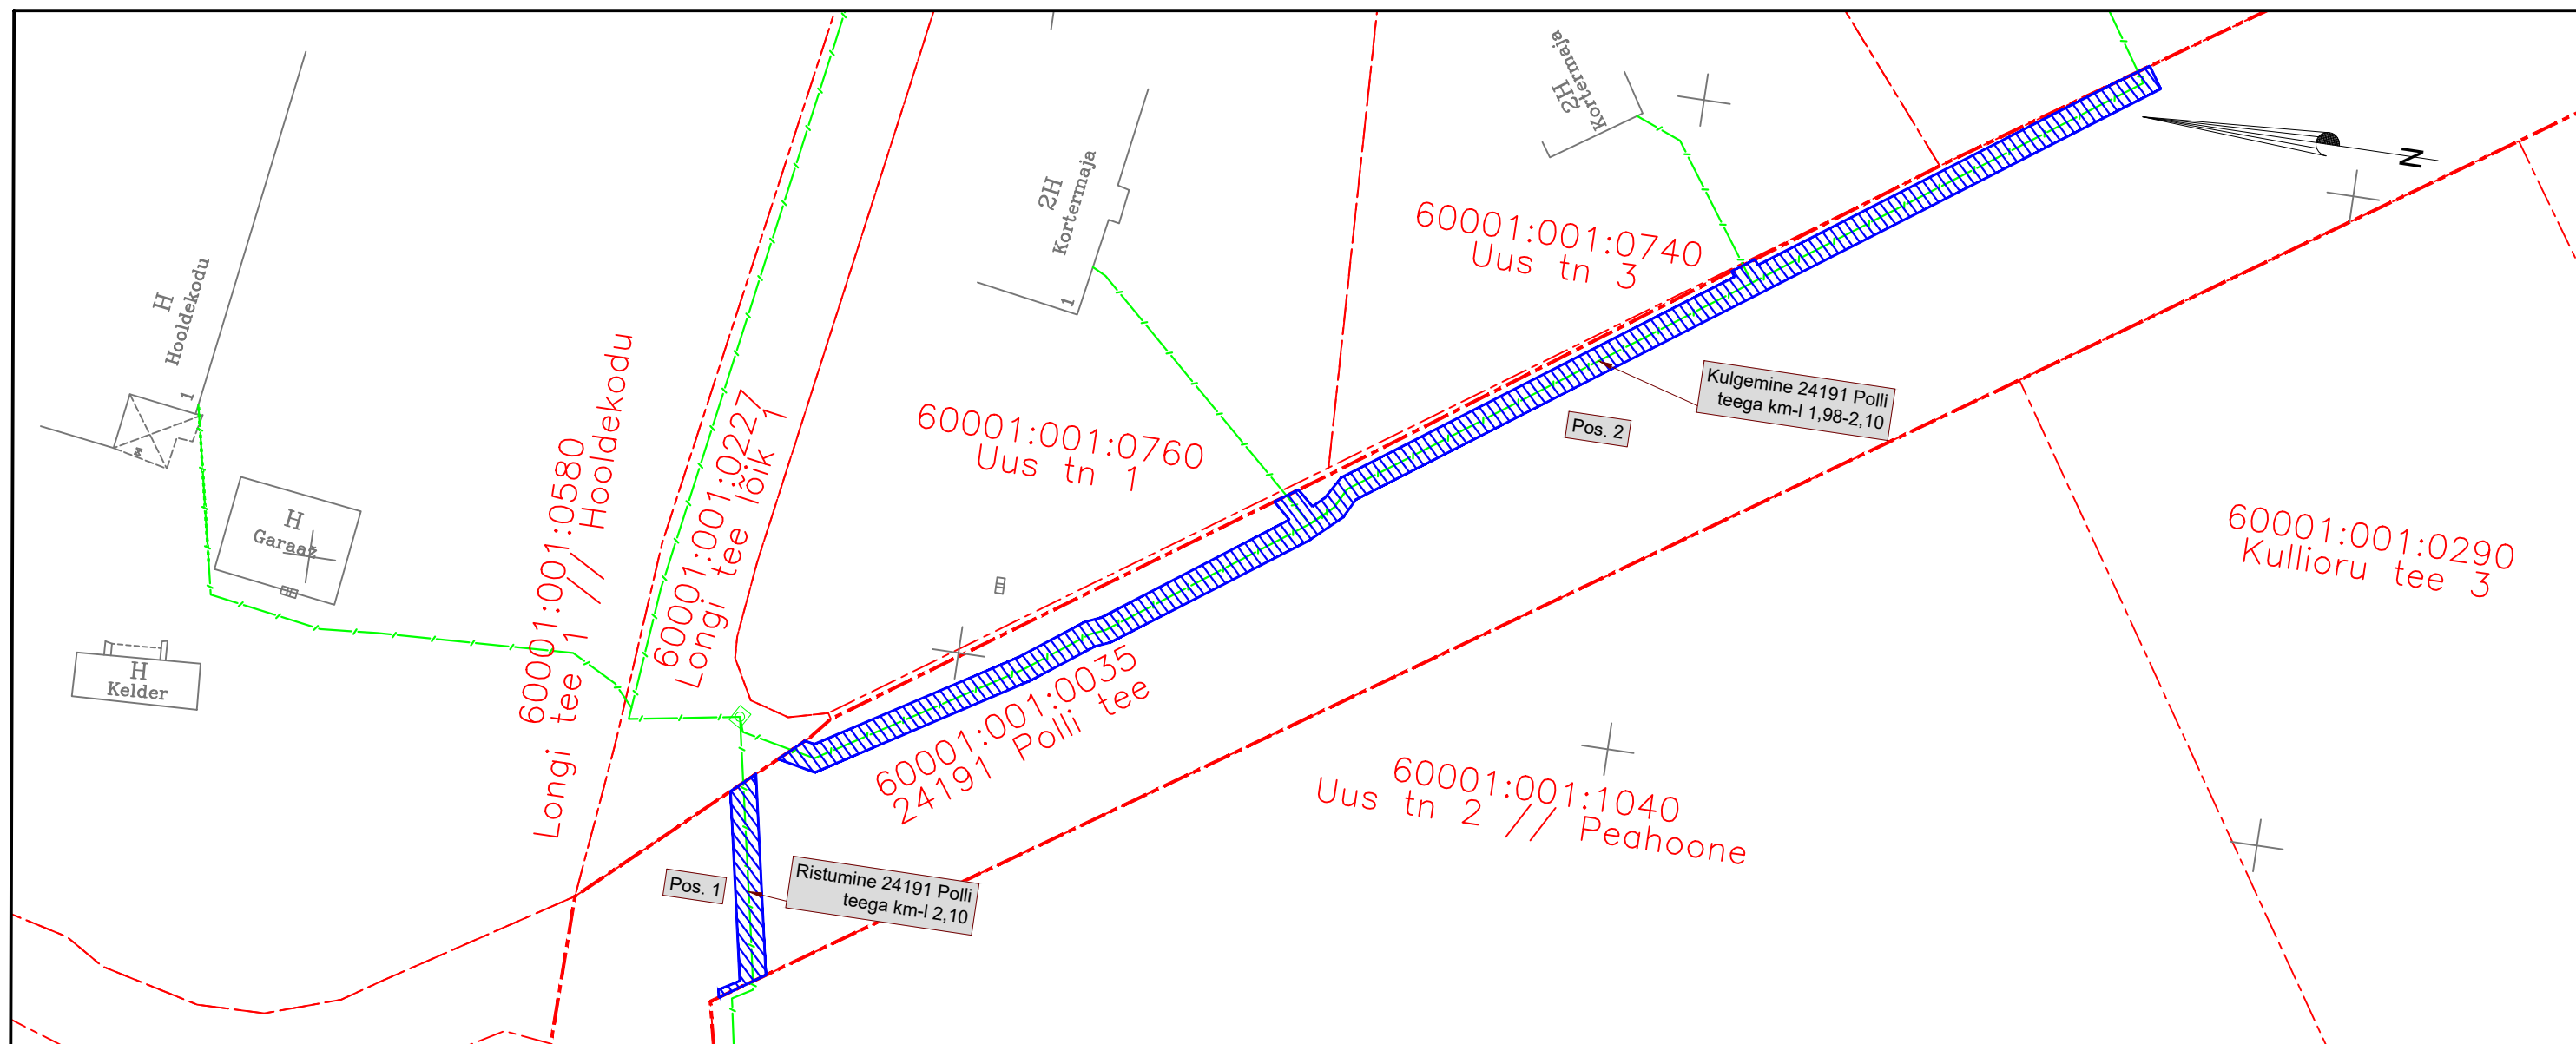 H
Hooldekodu
1
H
Garaaž
H
Kelder
60001:001:0580
Longi tee 1 // Hooldekodu
60001:001:0227
Longi tee lõik 1
2H
Kortermaja
1
60001:001:0760
Uus tn 1
2H
Kortermaja
60001:001:0740
Uus tn 3
N
Kulgemine 24191 Polli
teega km-l 1,98-2,10
Pos. 2
60001:001:0290
Kullioru tee 3
60001:001:0035
24191 Polli tee
60001:001:1040
Uus tn 2 // Peahoone
Pos. 1
Ristumine 24191 Polli
teega km-l 2,10